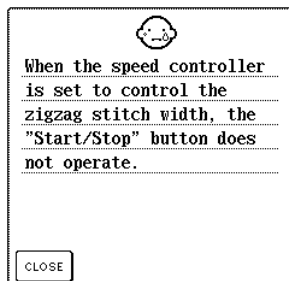 When the speed controller
is set to control the
zigzag stitch width, the
"Start/Stop" button does
not operate.
CLOSE